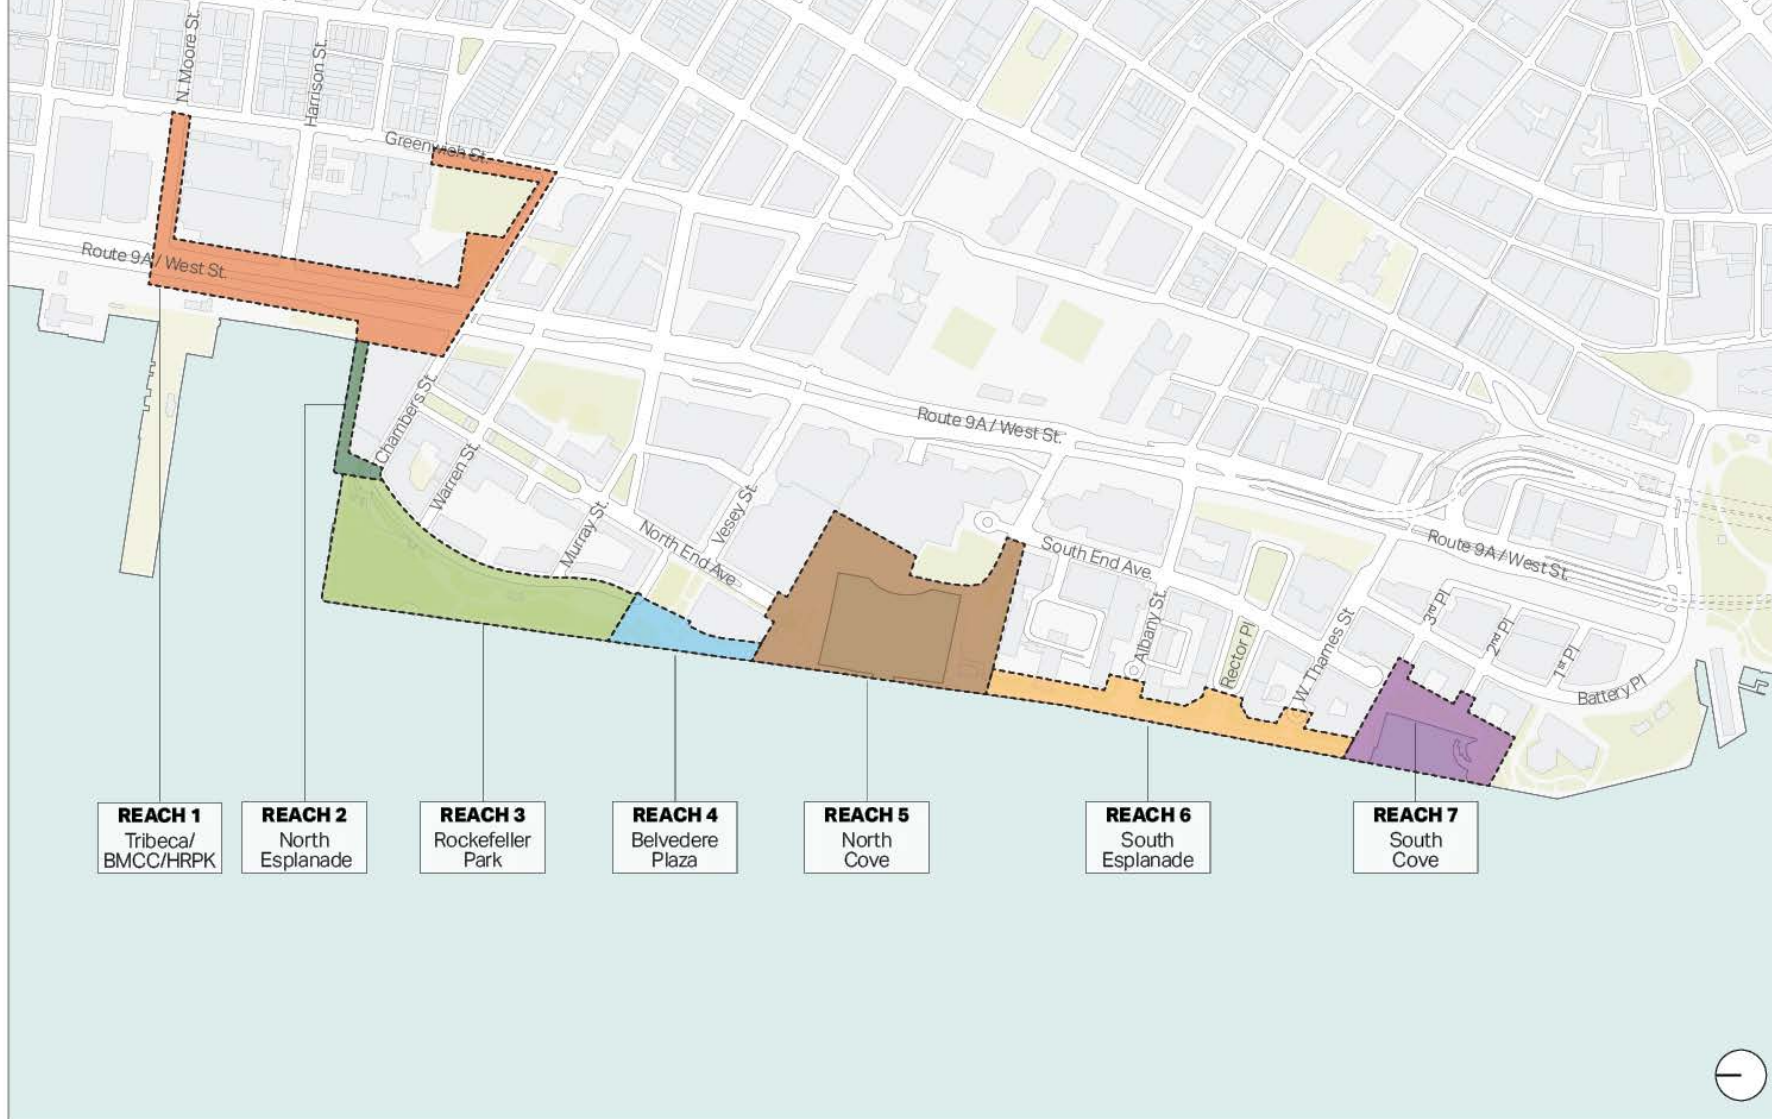 N. Moore St.
Harrison St.
Greenwich St.
Route 9A / West St.
Chambers St.
Warren St.
Murray St.
North End Ave
Vesey St.
Route 9A / West St.
South End Ave.
Albany St.
Rector Pl
W. Thames St
Route 9A / West St.
3rd Pl
2nd Pl
1st Pl
Battery Pl
REACH 1
Tribeca/
BMCC/HRPK
REACH 2
North
Esplanade
REACH 3
Rockefeller
Park
REACH 4
Belvedere
Plaza
REACH 5
North
Cove
REACH 6
South
Esplanade
REACH 7
South
Cove